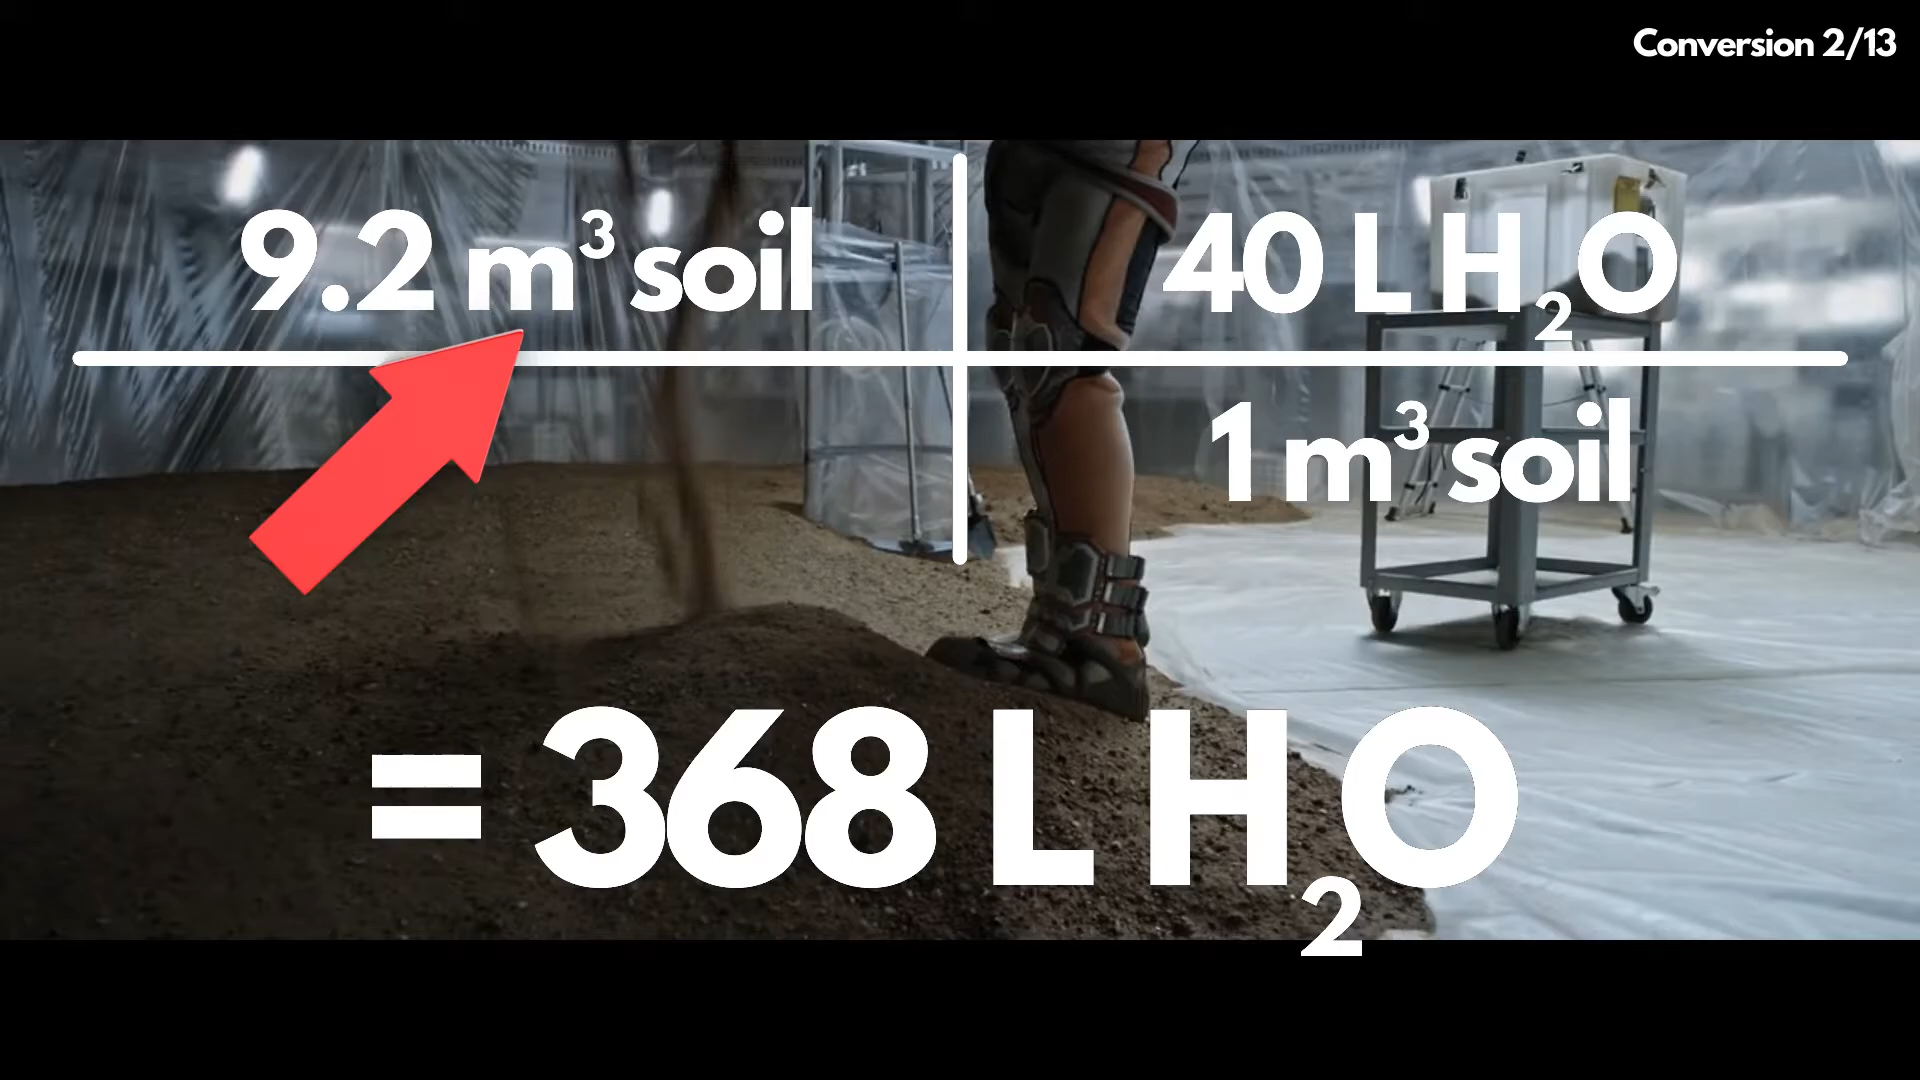 Conversion 2/13
9.2 m³ soil
40 L H₂O
1 m³ soil
= 368 L H₂O